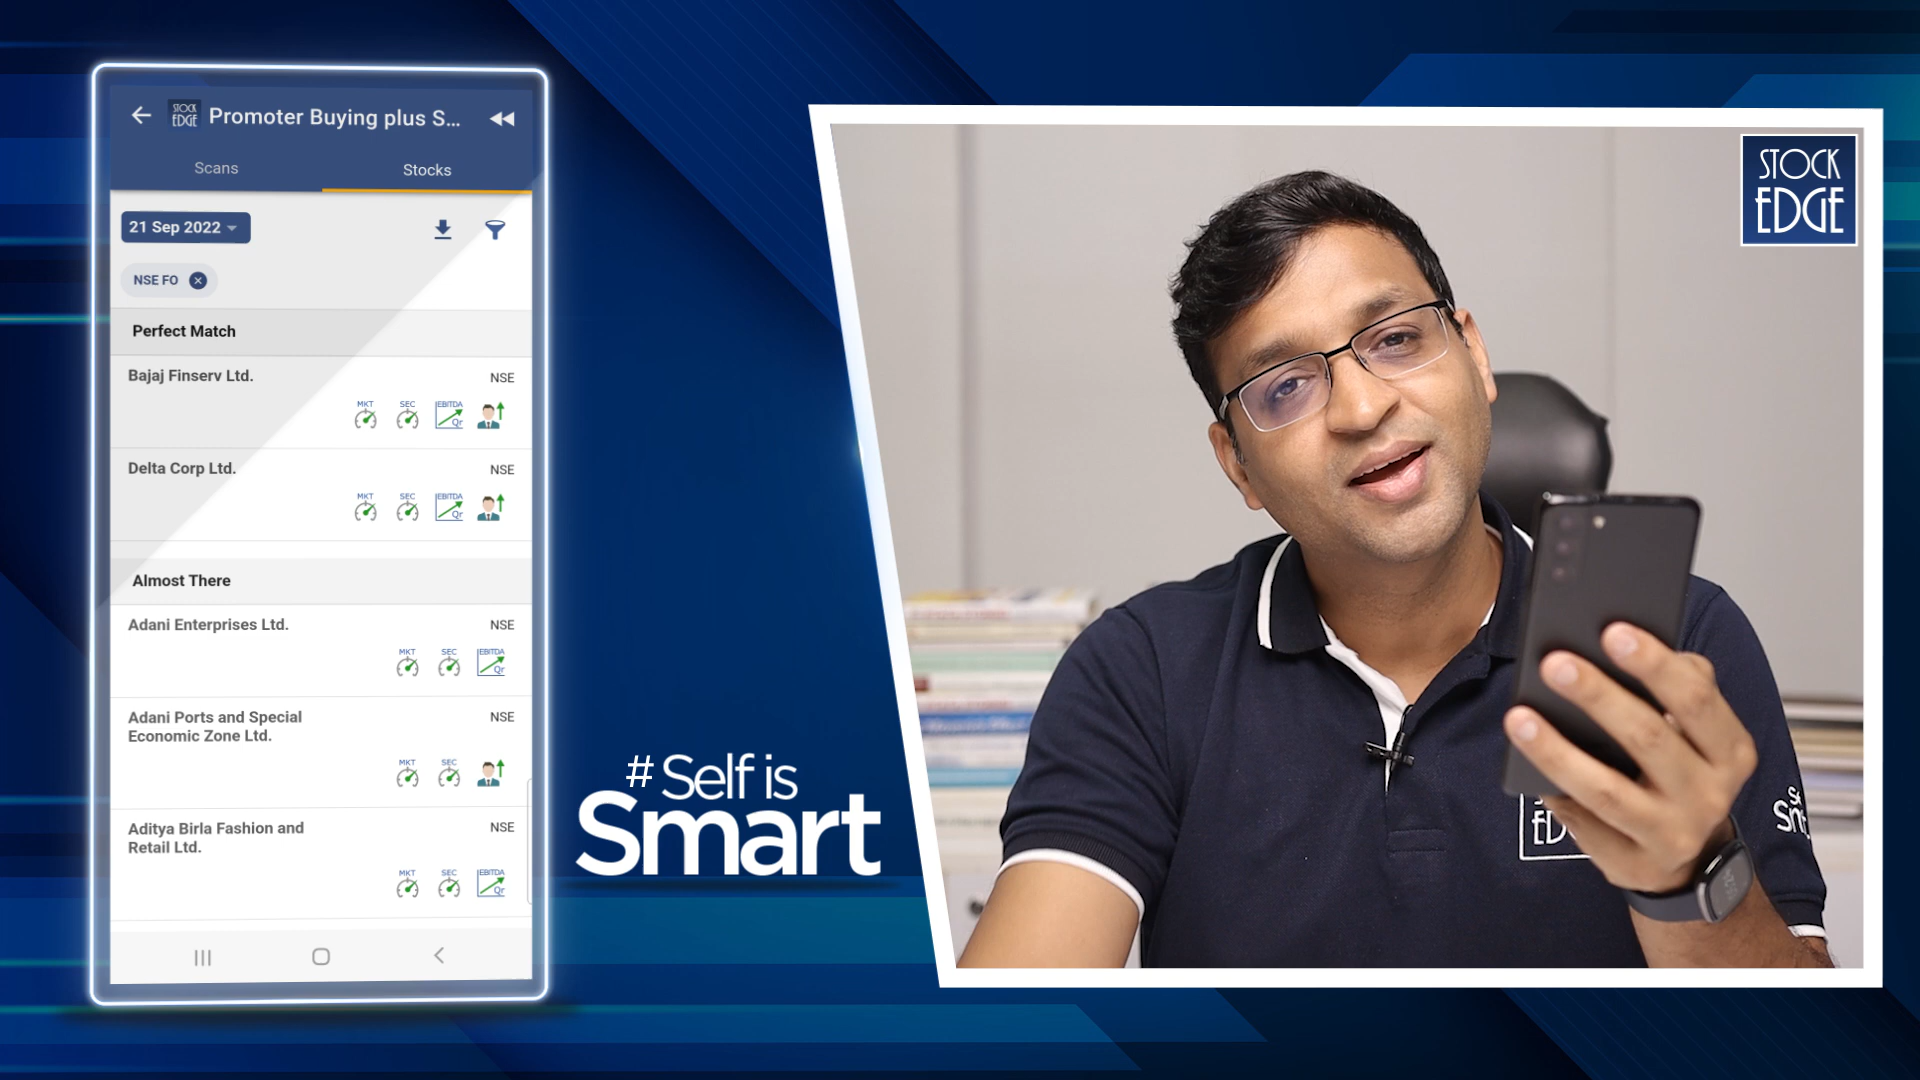 STOCK
EDGE
Promoter Buying plus S...
Scans
Stocks
21 Sep 2022
NSE FO
Perfect Match
Bajaj Finserv Ltd.
NSE
MKT
SEC
EBITDA
Qr
Delta Corp Ltd.
NSE
MKT
SEC
EBITDA
Qr
Almost There
Adani Enterprises Ltd.
NSE
MKT
SEC
EBITDA
Qr
Adani Ports and Special
Economic Zone Ltd.
NSE
MKT
SEC
Aditya Birla Fashion and
Retail Ltd.
NSE
MKT
SEC
EBITDA
Qr
# Self is
Smart
STOCK
EDGE